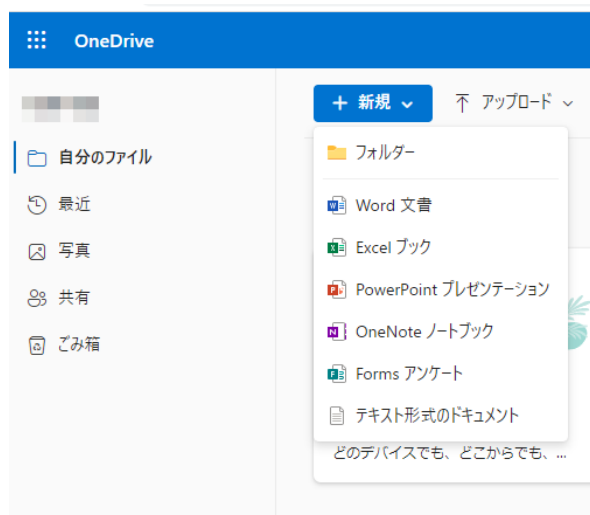 OneDrive
+ 新規
アップロード
自分のファイル
最近
写真
共有
ごみ箱
フォルダー
Word 文書
Excel ブック
PowerPoint プレゼンテーション
OneNote ノートブック
Forms アンケート
テキスト形式のドキュメント
どのデバイスでも、どこからでも、...